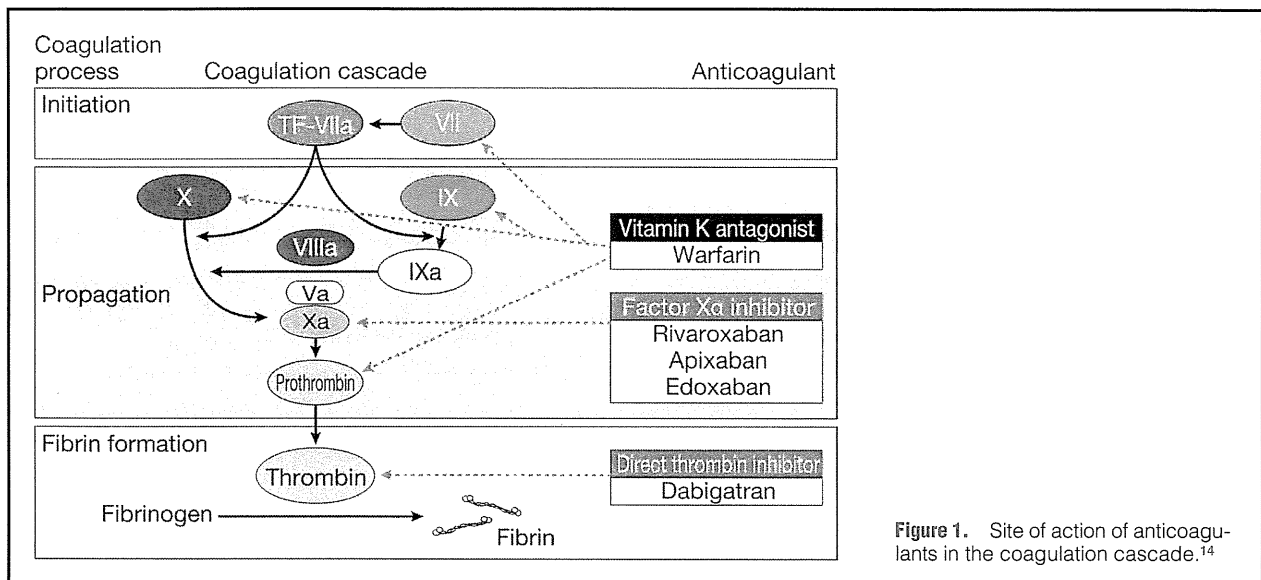 Coagulation
process
Coagulation cascade
Anticoagulant
Initiation
TF-VIIa
VII
X
IX
VIIIa
IXa
Propagation
Va
Xa
Prothrombin
Vitamin K antagonist
Warfarin
Factor Xa inhibitor
Rivaroxaban
Apixaban
Edoxaban
Fibrin formation
Thrombin
Fibrinogen
Fibrin
Direct thrombin inhibitor
Dabigatran
Figure 1. Site of action of anticoagu-
lants in the coagulation cascade.14